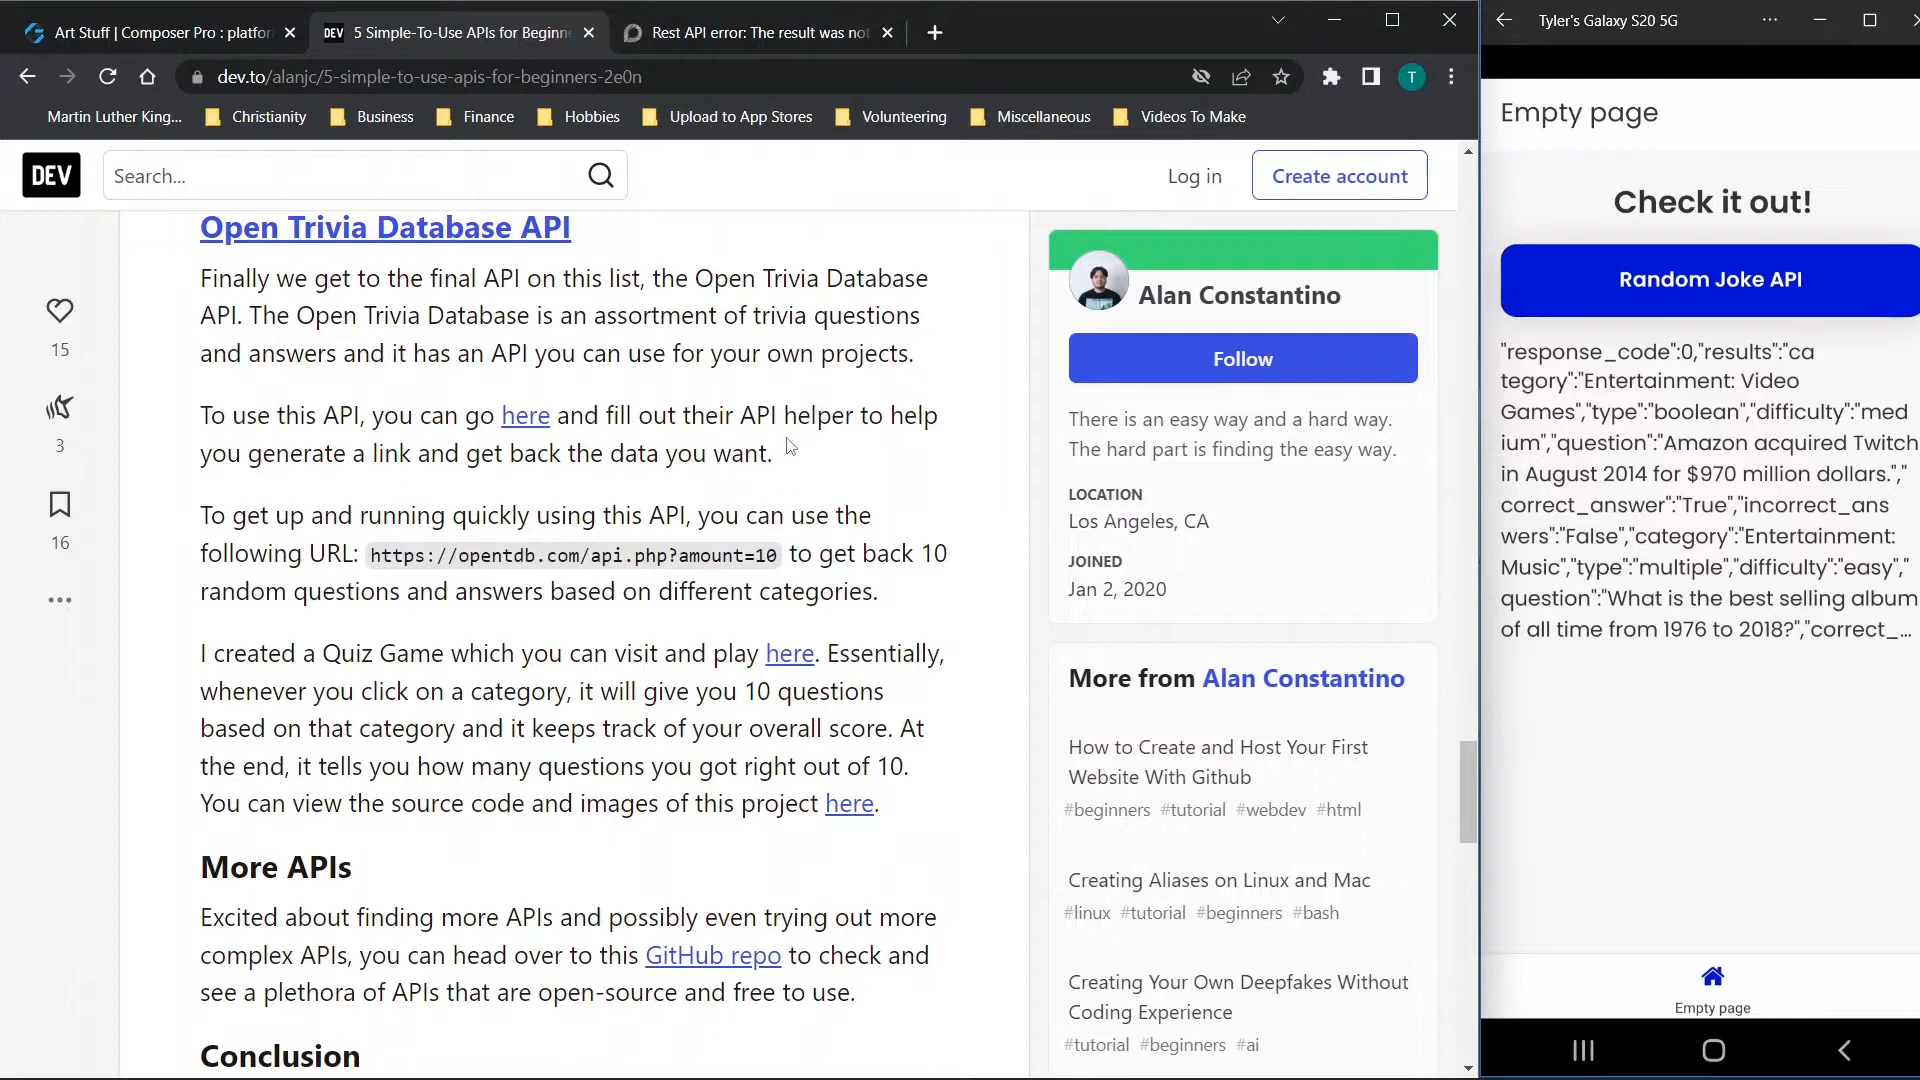 Art Stuff | Composer Pro : platfor
DEV 5 Simple-To-Use APIs for Beginn
Rest API error: The result was not
Tyler's Galaxy S20 5G
dev.to/alanjc/5-simple-to-use-apis-for-beginners-2e0n
T
Martin Luther King...
Christianity
Business
Finance
Hobbies
Upload to App Stores
Volunteering
Miscellaneous
Videos To Make
DEV
Search...
Log in
Create account
15
3
16
Open Trivia Database API
Finally we get to the final API on this list, the Open Trivia Database
API. The Open Trivia Database is an assortment of trivia questions
and answers and it has an API you can use for your own projects.
To use this API, you can go here and fill out their API helper to help
you generate a link and get back the data you want.
To get up and running quickly using this API, you can use the
following URL: https://opentdb.com/api.php?amount=10 to get back 10
random questions and answers based on different categories.
I created a Quiz Game which you can visit and play here. Essentially,
whenever you click on a category, it will give you 10 questions
based on that category and it keeps track of your overall score. At
the end, it tells you how many questions you got right out of 10.
You can view the source code and images of this project here.
More APIs
Excited about finding more APIs and possibly even trying out more
complex APIs, you can head over to this GitHub repo to check and
see a plethora of APIs that are open-source and free to use.
Conclusion
Alan Constantino
Follow
There is an easy way and a hard way.
The hard part is finding the easy way.
LOCATION
Los Angeles, CA
JOINED
Jan 2, 2020
More from Alan Constantino
How to Create and Host Your First
Website With Github
#beginners #tutorial #webdev #html
Creating Aliases on Linux and Mac
#linux #tutorial #beginners #bash
Creating Your Own Deepfakes Without
Coding Experience
#tutorial #beginners #ai
Empty page
Check it out!
Random Joke API
"response_code":0,"results":"ca
tegory":"Entertainment: Video
Games","type":"boolean","difficulty":"med
ium","question":"Amazon acquired Twitch
in August 2014 for $970 million dollars.","
correct_answer":"True","incorrect_ans
wers":"False","category":"Entertainment:
Music","type":"multiple","difficulty":"easy","
question":"What is the best selling album
of all time from 1976 to 2018?","correct_...
Empty page